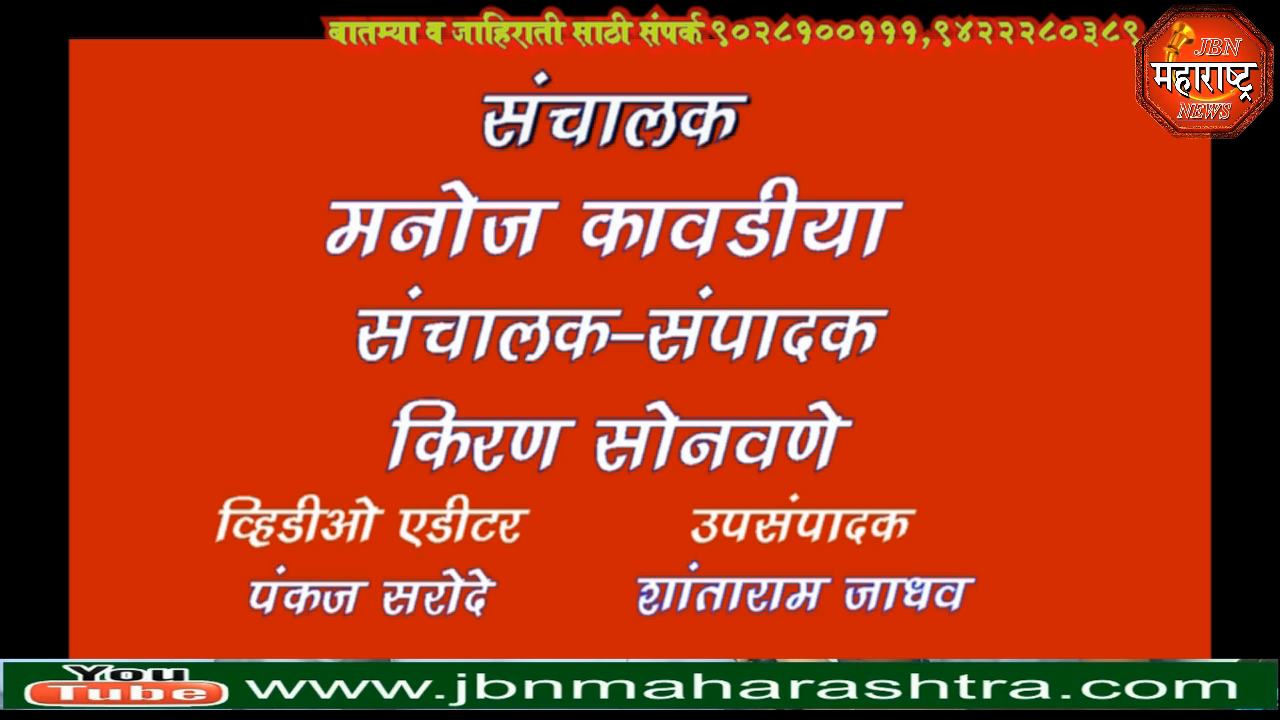 बातम्या व जाहिराती साठी संपर्क ९०२८१००१११,९४२२२८०३८९
JBN
महाराष्ट्र
NEWS
संचालक
मनोज कावडीया
संचालक-संपादक
किरण सोनवणे
व्हिडीओ एडीटर
उपसंपादक
पंकज सरोदे
शांताराम जाधव
You
Tube
www.jbnmaharashtra.com